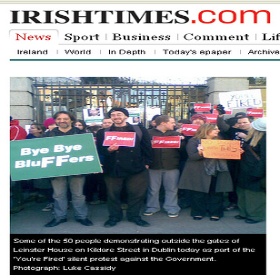 IRISHTIMES.com
News Sport Business Comment Lif
Ireland World In Depth Today's epaper Archive
FIRED
Bye Bye
BluFFers
Some of the 50 people demonstrating outside the gates of
Leinster House on Kildare Street in Dublin today as part of the
'You're Fired' silent protest against the Government.
Photograph: Luke Cassidy